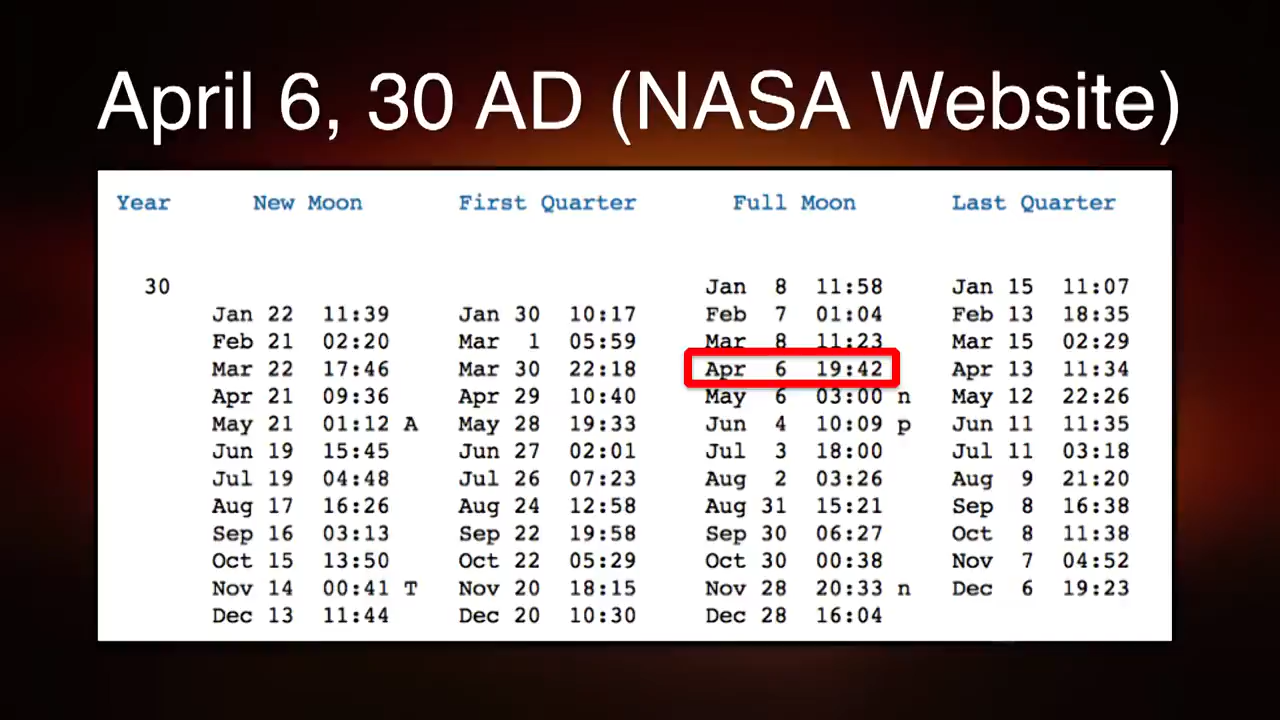 April 6, 30 AD (NASA Website)
Year New Moon First Quarter Full Moon Last Quarter
30 Jan 8 11:58 Jan 15 11:07
Jan 22 11:39 Jan 30 10:17 Feb 7 01:04 Feb 13 18:35
Feb 21 02:20 Mar 1 05:59 Mar 8 11:23 Mar 15 02:29
Mar 22 17:46 Mar 30 22:18 Apr 6 19:42 Apr 13 11:34
Apr 21 09:36 Apr 29 10:40 May 6 03:00 n May 12 22:26
May 21 01:12 A May 28 19:33 Jun 4 10:09 p Jun 11 11:35
Jun 19 15:45 Jun 27 02:01 Jul 3 18:00 Jul 11 03:18
Jul 19 04:48 Jul 26 07:23 Aug 2 03:26 Aug 9 21:20
Aug 17 16:26 Aug 24 12:58 Aug 31 15:21 Sep 8 16:38
Sep 16 03:13 Sep 22 19:58 Sep 30 06:27 Oct 8 11:38
Oct 15 13:50 Oct 22 05:29 Oct 30 00:38 Nov 7 04:52
Nov 14 00:41 T Nov 20 18:15 Nov 28 20:33 n Dec 6 19:23
Dec 13 11:44 Dec 20 10:30 Dec 28 16:04